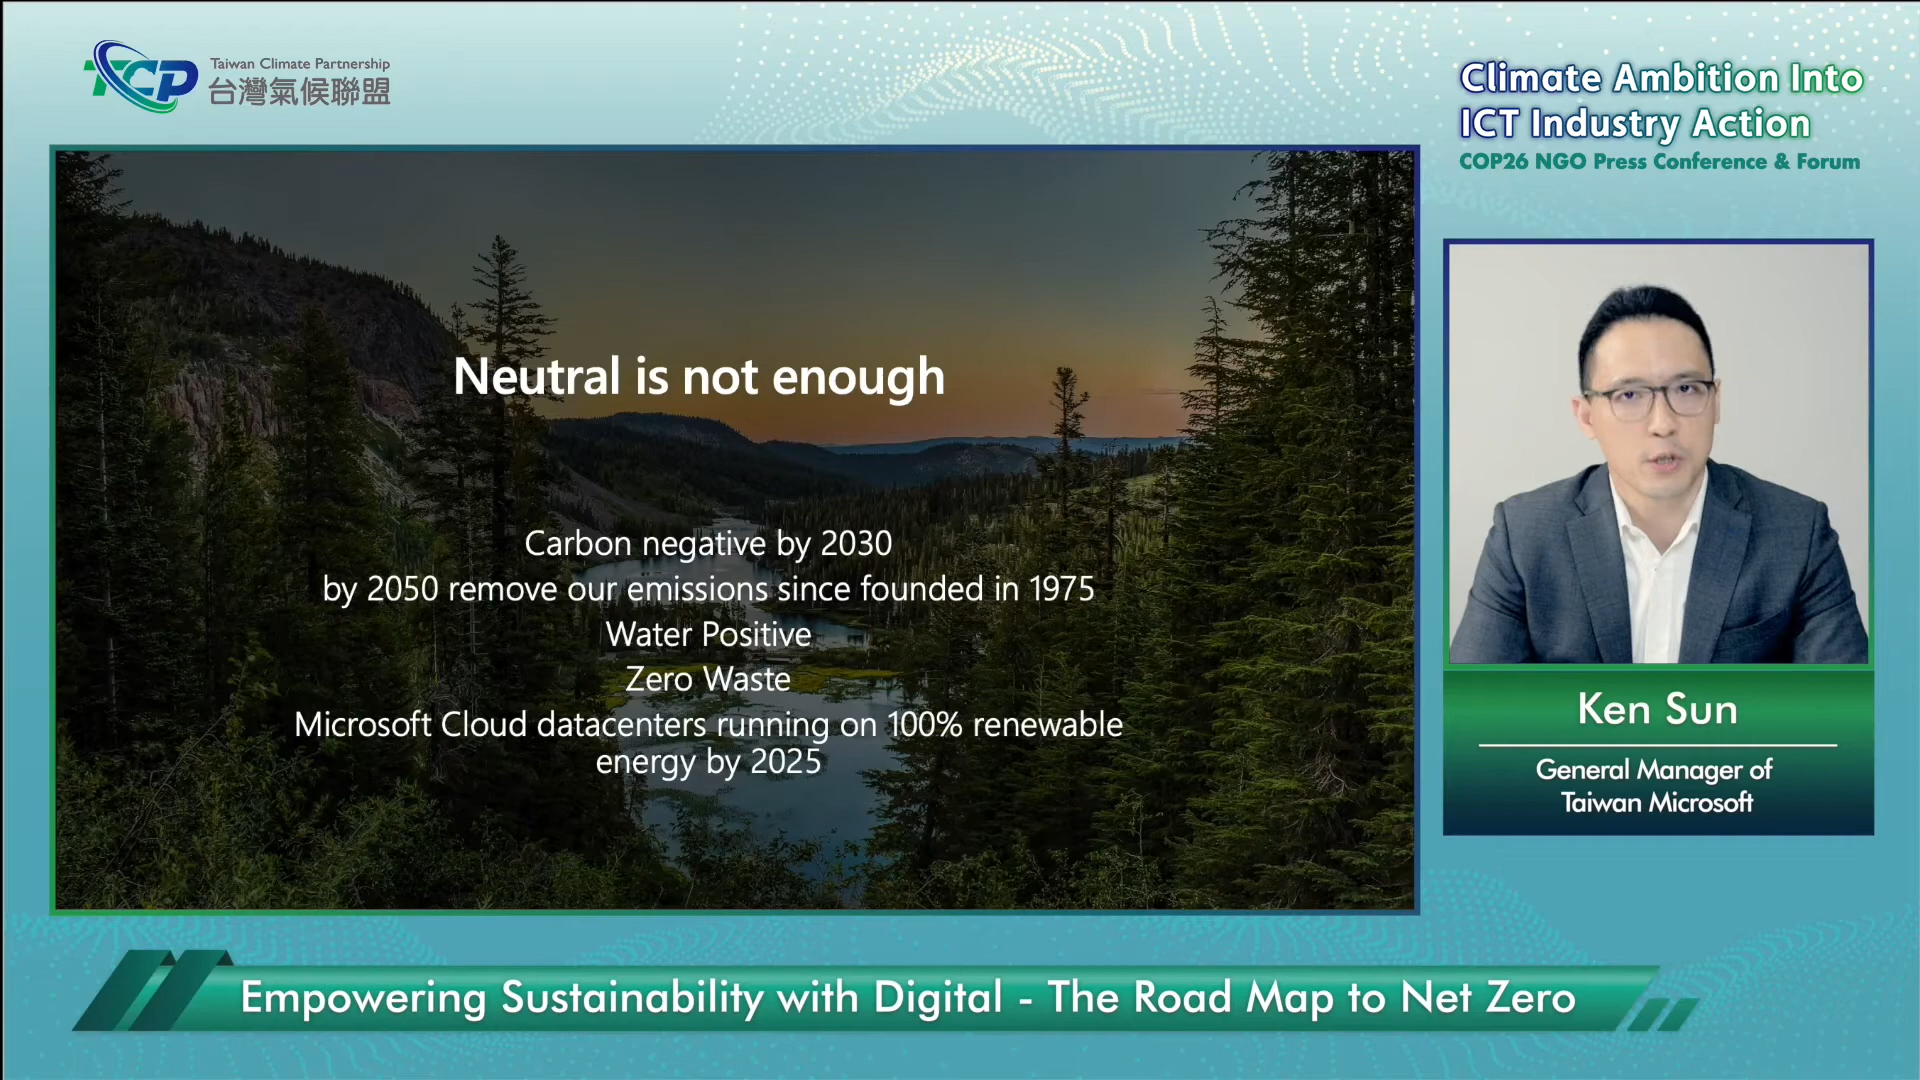 TCP
Taiwan Climate Partnership
台灣氣候聯盟
Climate Ambition Into
ICT Industry Action
COP26 NGO Press Conference & Forum
Neutral is not enough
Carbon negative by 2030
by 2050 remove our emissions since founded in 1975
Water Positive
Zero Waste
Microsoft Cloud datacenters running on 100% renewable
energy by 2025
Ken Sun
General Manager of
Taiwan Microsoft
Empowering Sustainability with Digital - The Road Map to Net Zero